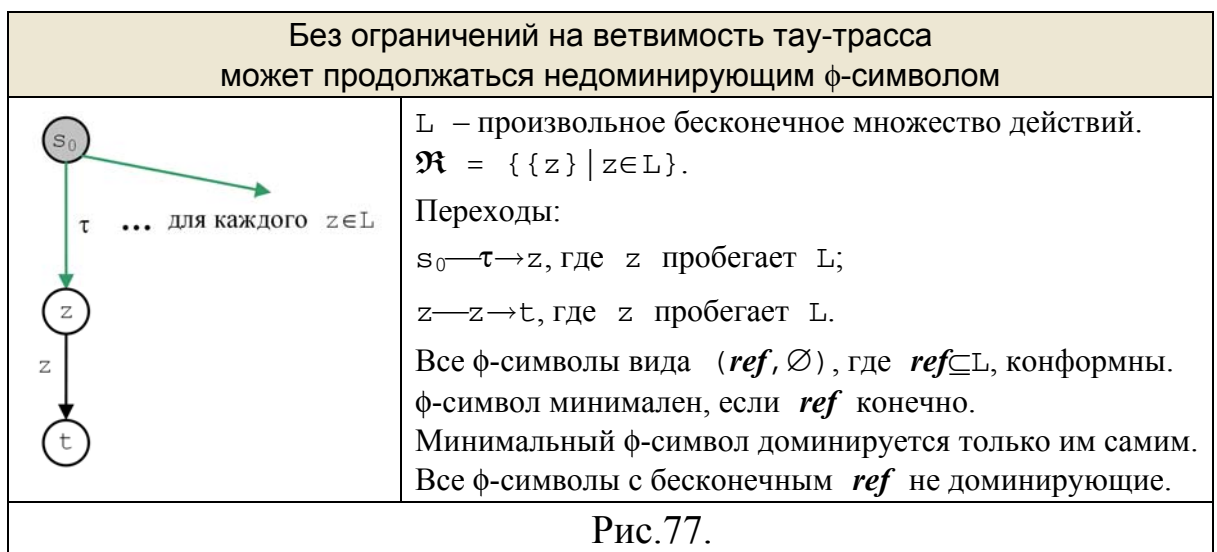 Без ограничений на ветвимость тау-трасса
может продолжаться недоминирующим ϕ-символом
s₀
τ ... для каждого z∈L
z
z
t
L – произвольное бесконечное множество действий.
ℜ = {{z}|z∈L}.
Переходы:
s₀—τ→z, где z пробегает L;
z—z→t, где z пробегает L.
Все ϕ-символы вида (ref,∅), где ref⊆L, конформны.
ϕ-символ минимален, если ref конечно.
Минимальный ϕ-символ доминируется только им самим.
Все ϕ-символы с бесконечным ref не доминирующие.
Рис.77.